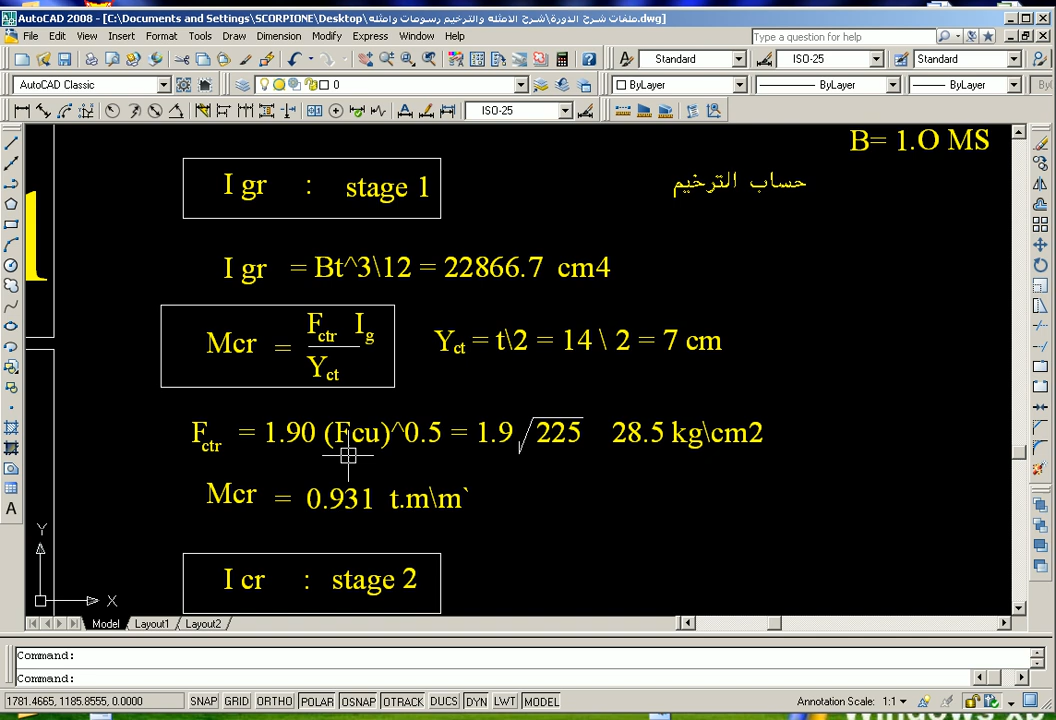 AutoCAD 2008 - [C:\Documents and Settings\SCORPIONE\Desktop\ملفات شرح الدورة\شرح الامثله والترخيم رسومات وامثله.dwg]
File Edit View Insert Format Tools Draw Dimension Modify Express Window Help Type a question for help
Standard ISO-25 Standard
AutoCAD Classic 0 ByLayer ByLayer ByLayer
ISO-25
B= 1.O MS
I gr : stage 1
حساب الترخيم
I gr = Bt^3\12 = 22866.7 cm4
Mcr = Fctr Ig
Yct
Yct = t\2 = 14 \ 2 = 7 cm
Fctr = 1.90 (Fcu)^0.5 = 1.9 √225 28.5 kg\cm2
Mcr = 0.931 t.m\m`
I cr : stage 2
Y
X
Model Layout1 Layout2
Command:
Command:
1781.4665, 1185.8555, 0.0000 SNAP GRID ORTHO POLAR OSNAP OTRACK DUCS DYN LWT MODEL Annotation Scale: 1:1